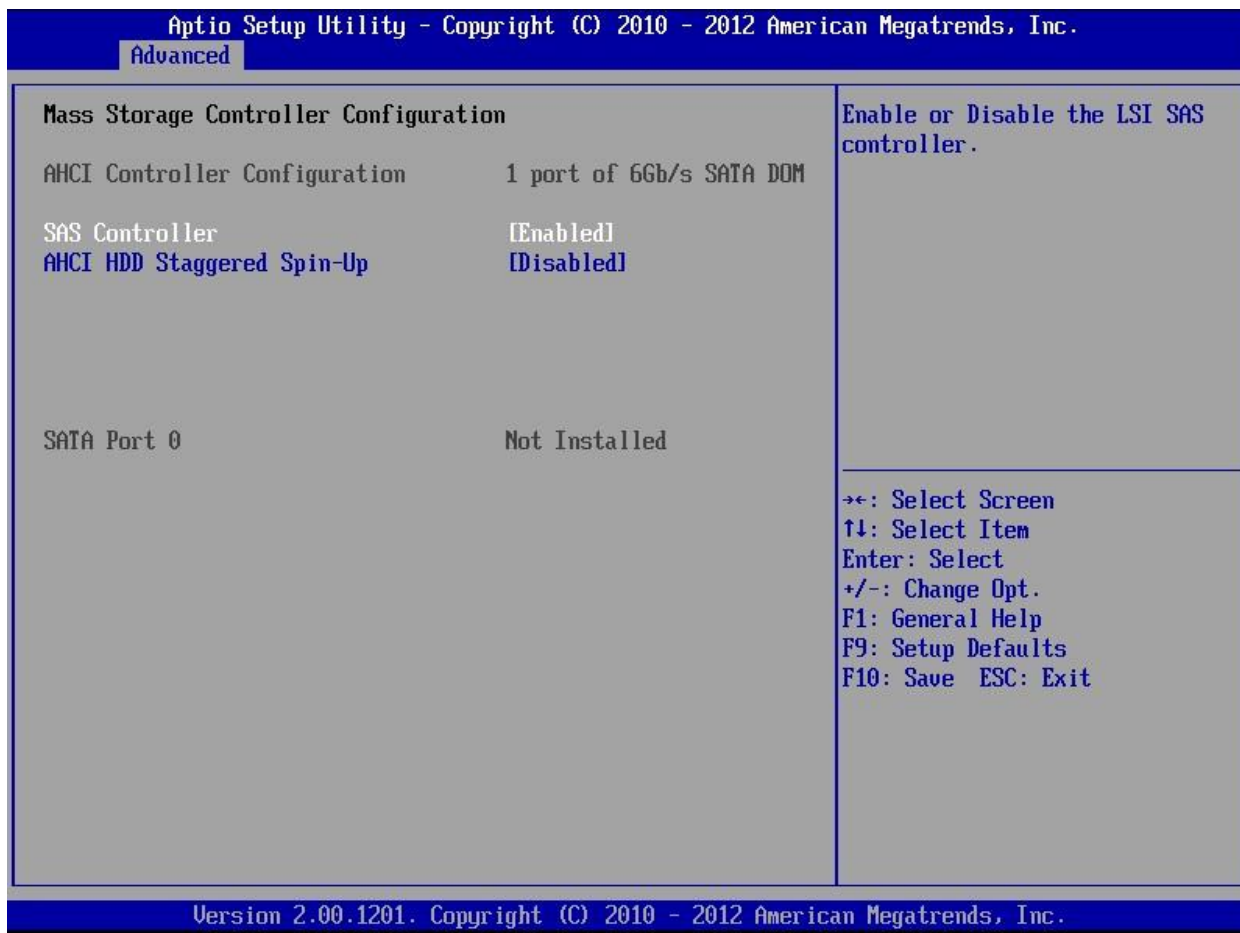 Aptio Setup Utility - Copyright (C) 2010 - 2012 American Megatrends, Inc.
Advanced
Mass Storage Controller Configuration
AHCI Controller Configuration 1 port of 6Gb/s SATA DOM
SAS Controller [Enabled]
AHCI HDD Staggered Spin-Up [Disabled]
SATA Port 0 Not Installed
Enable or Disable the LSI SAS
controller.
→←: Select Screen
↑↓: Select Item
Enter: Select
+/-: Change Opt.
F1: General Help
F9: Setup Defaults
F10: Save ESC: Exit
Version 2.00.1201. Copyright (C) 2010 - 2012 American Megatrends, Inc.